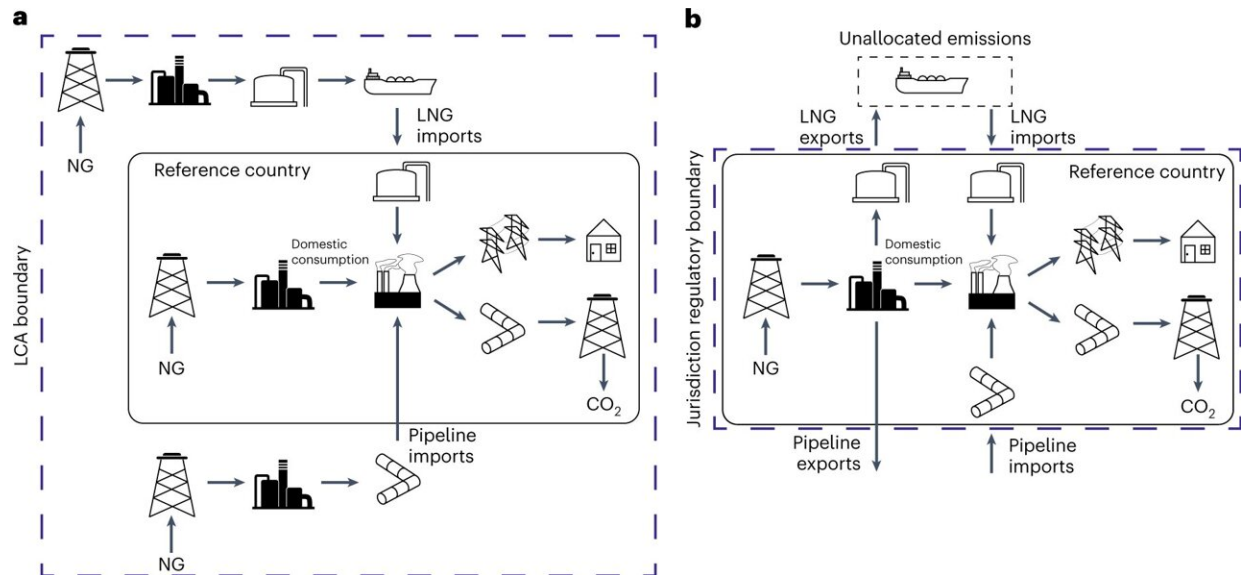 a
LNG
imports
NG
Reference country
Domestic
consumption
NG
CO₂
Pipeline
imports
NG
LCA boundary
b
Unallocated emissions
LNG
exports
LNG
imports
Reference country
Domestic
consumption
NG
CO₂
Pipeline
exports
Pipeline
imports
Jurisdiction regulatory boundary